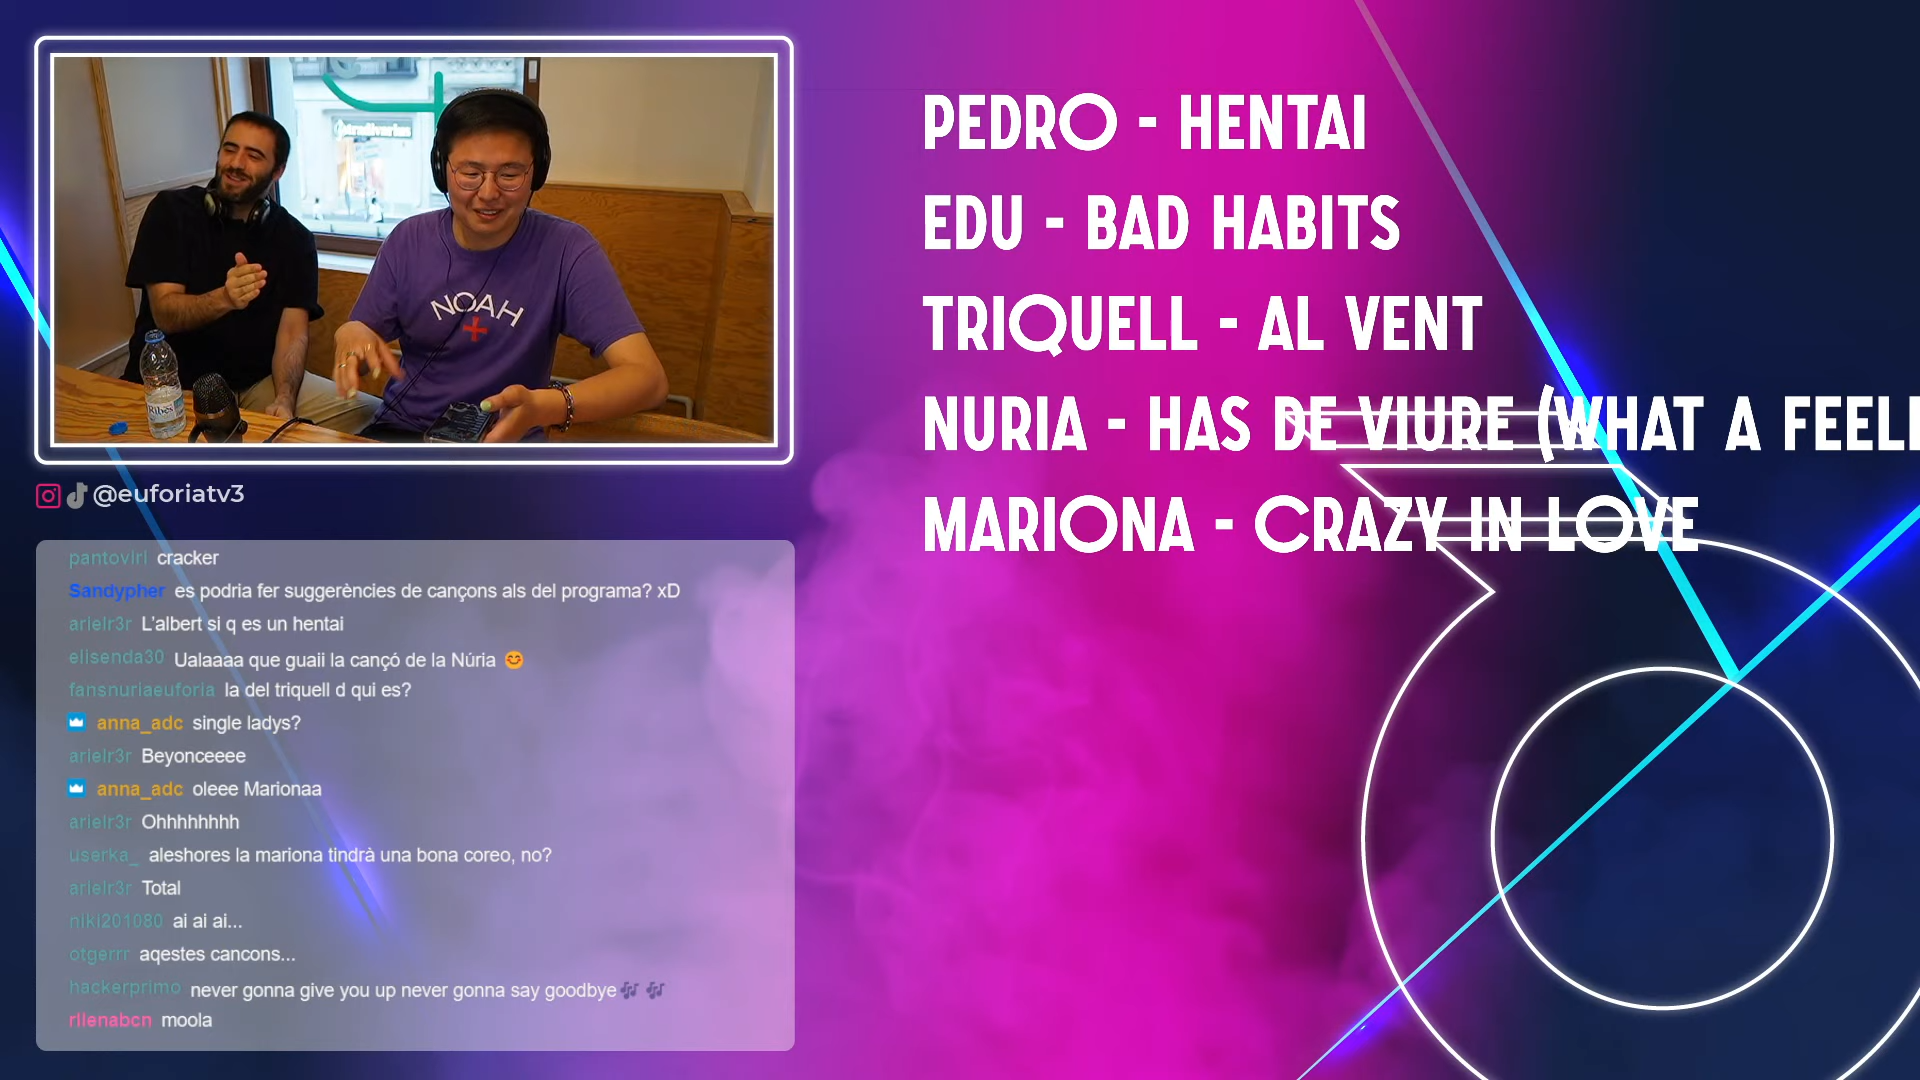 stradivarius
NOAH
Ribes
@euforiatv3
PEDRO - HENTAI
EDU - BAD HABITS
TRIQUELL - AL VENT
NURIA - HAS DE VIURE (WHAT A FEELI
MARIONA - CRAZY IN LOVE
pantovirl cracker
Sandypher es podria fer suggerències de cançons als del programa? xD
arielr3r L'albert si q es un hentai
elisenda30 Ualaaaa que guaii la cançó de la Núria 😊
fansnuriaeuforia la del triquell d qui es?
anna_adc single ladys?
arielr3r Beyonceeee
anna_adc oleee Marionaa
arielr3r Ohhhhhhhh
userka_ aleshores la mariona tindrà una bona coreo, no?
arielr3r Total
niki201080 ai ai ai...
otgerrr aqestes cancons...
hackerprimo never gonna give you up never gonna say goodbye🎶 🎶
rllenabcn moola